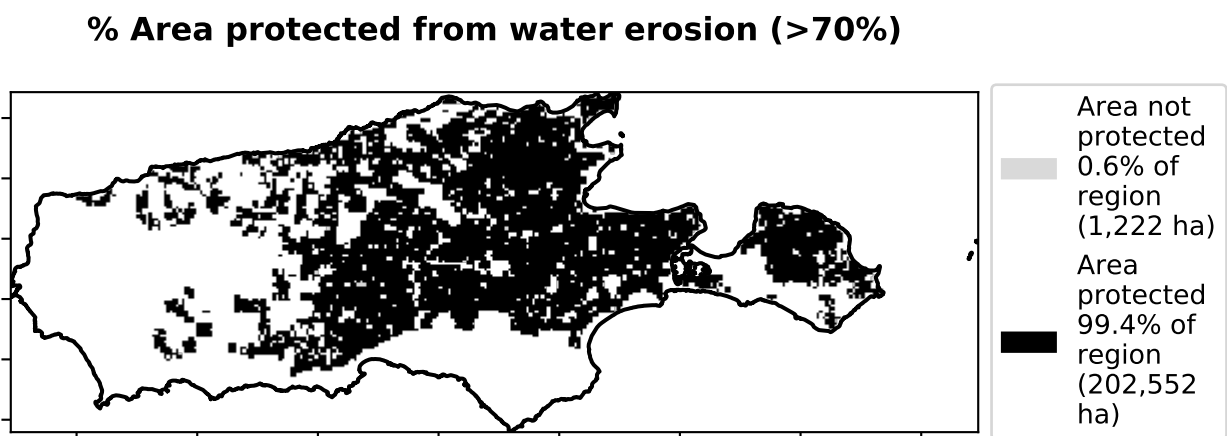 % Area protected from water erosion (>70%)
Area not
protected
0.6% of
region
(1,222 ha)
Area
protected
99.4% of
region
(202,552
ha)